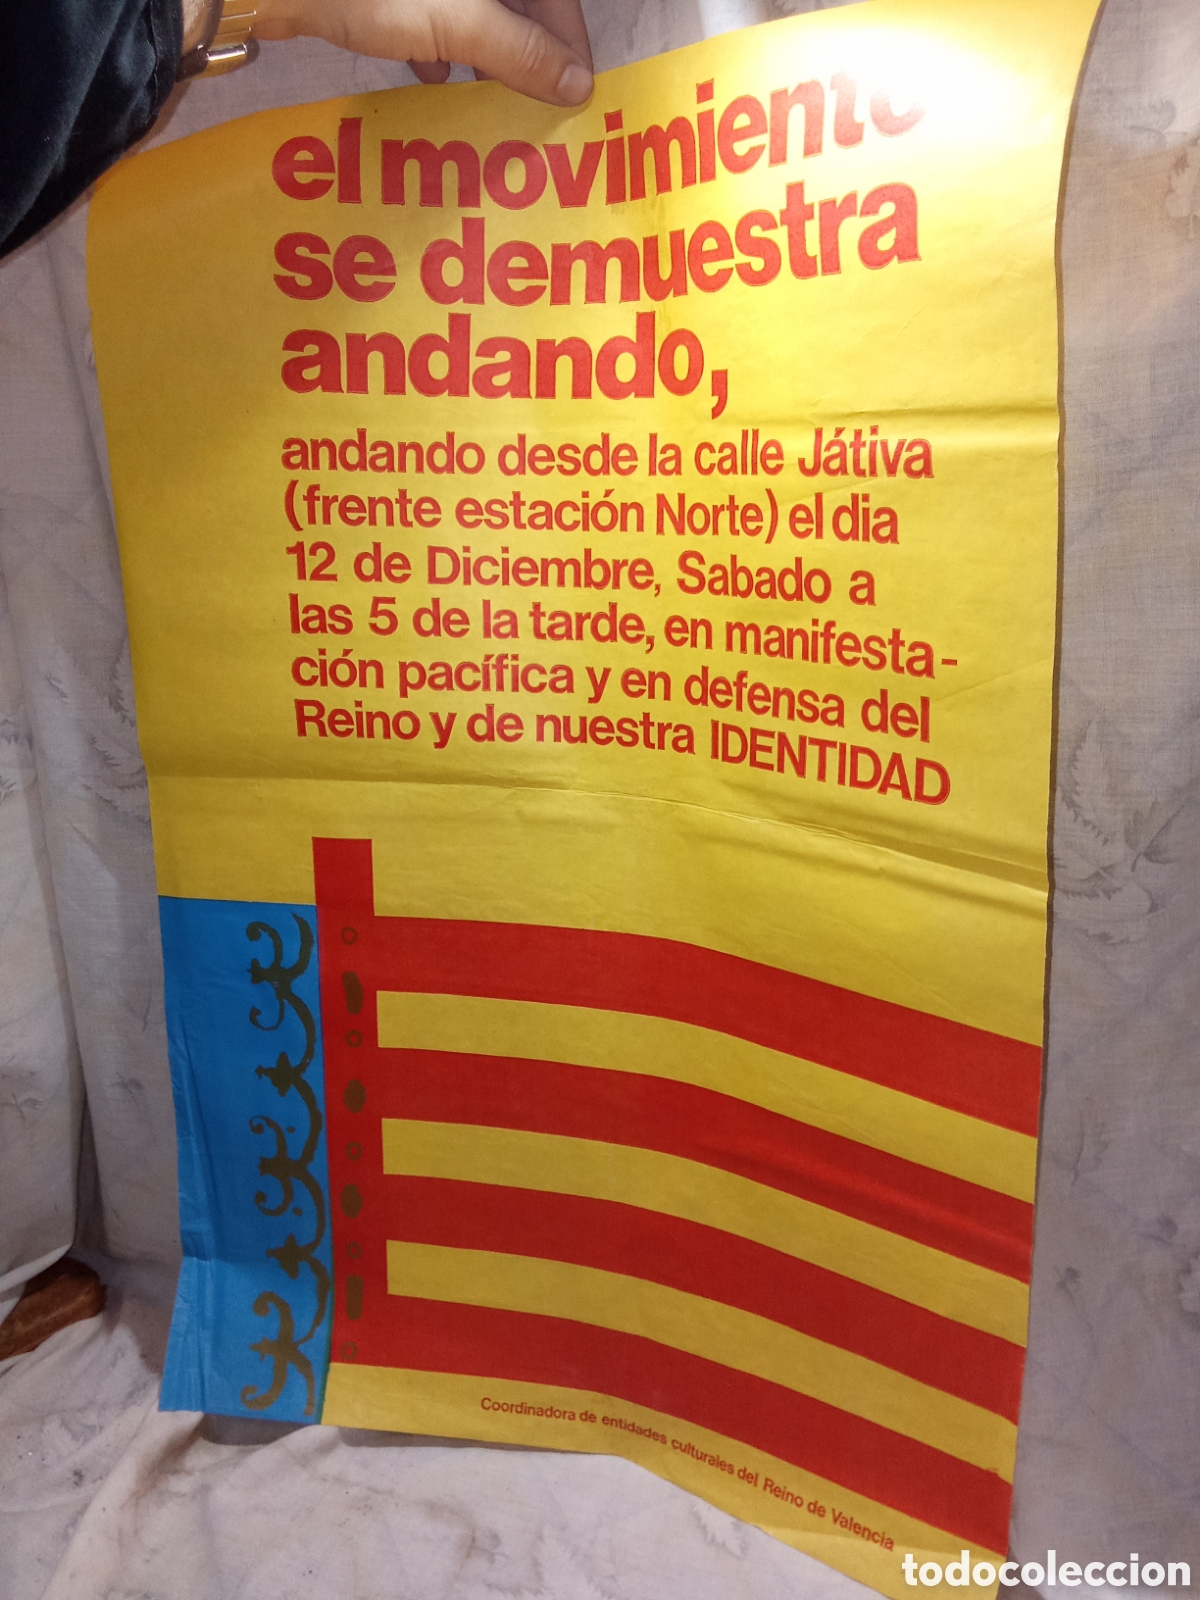 el movimiento
se demuestra
andando,
andando desde la calle Játiva
(frente estación Norte) el dia
12 de Diciembre, Sabado a
las 5 de la tarde, en manifesta-
ción pacífica y en defensa del
Reino y de nuestra IDENTIDAD
Coordinadora de entidades culturales del Reino de Valencia
todocoleccion